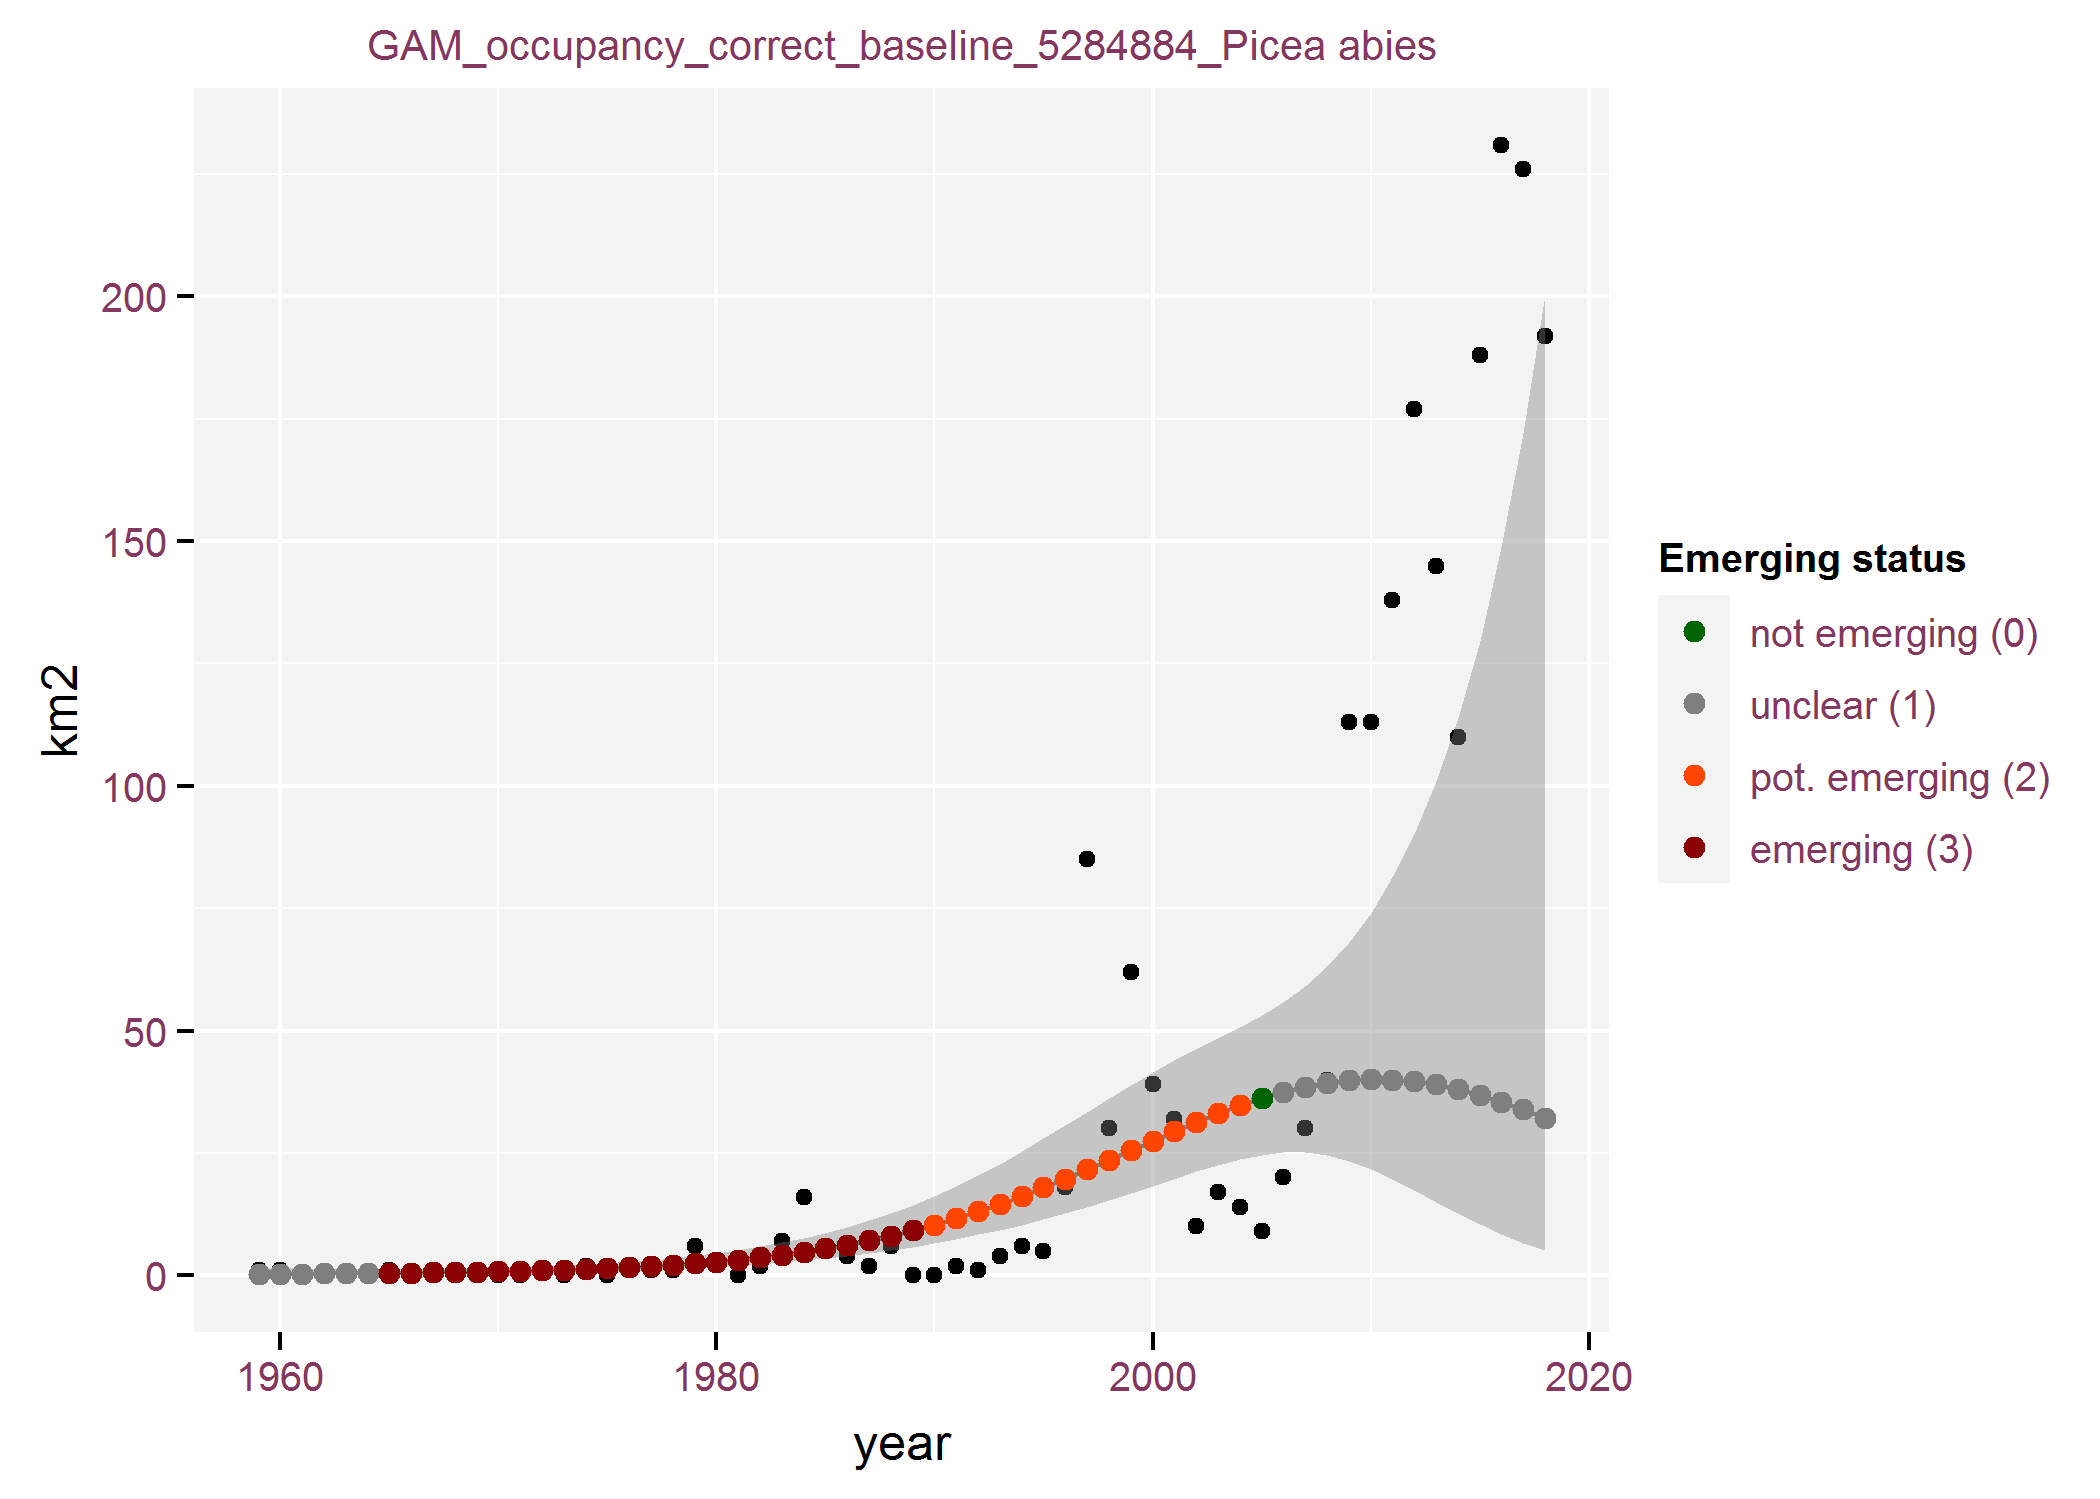 GAM_occupancy_correct_baseline_5284884_Picea abies
km2
200
150
100
50
0
1960
1980
2000
2020
year
Emerging status
not emerging (0)
unclear (1)
pot. emerging (2)
emerging (3)